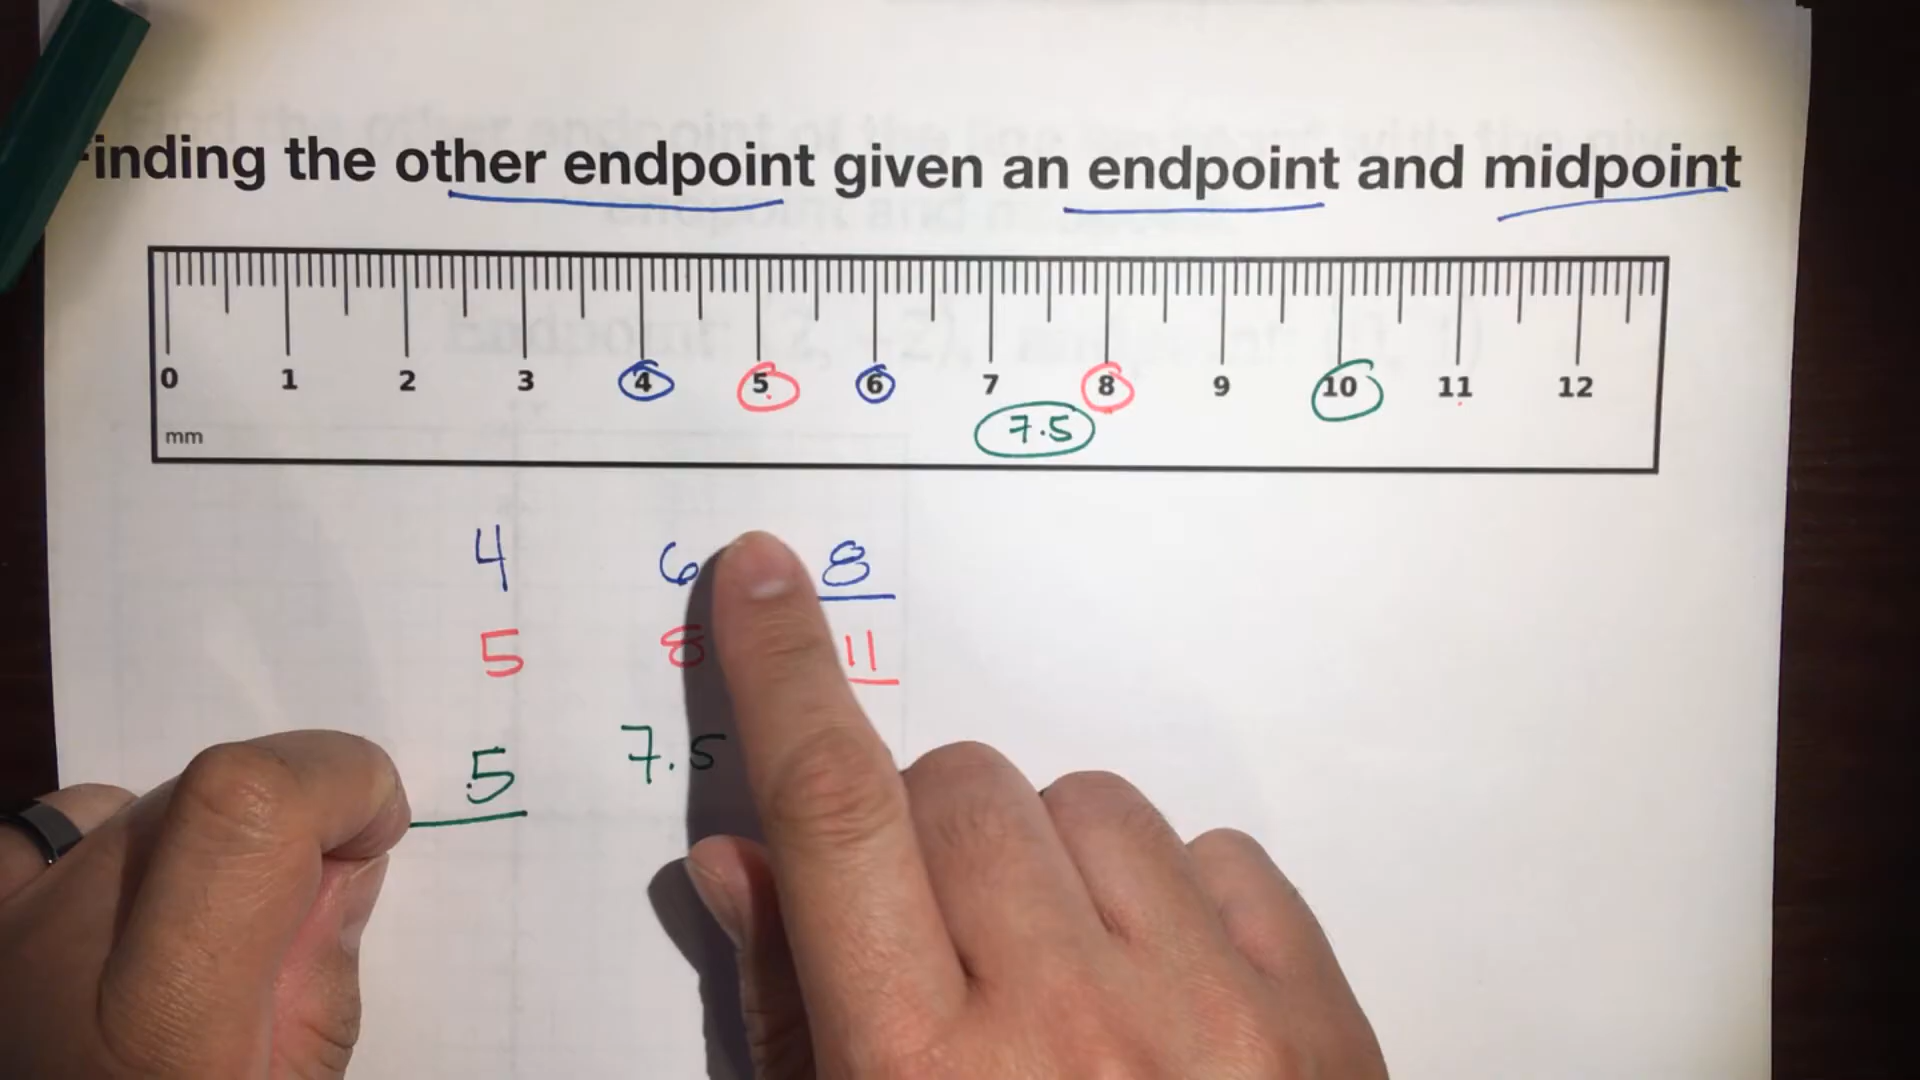 inding the other endpoint given an endpoint and midpoint
0 1 2 3 4 5 6 7 8 9 10 11 12
7.5
mm
4 6 8
5 8 11
5 7.5